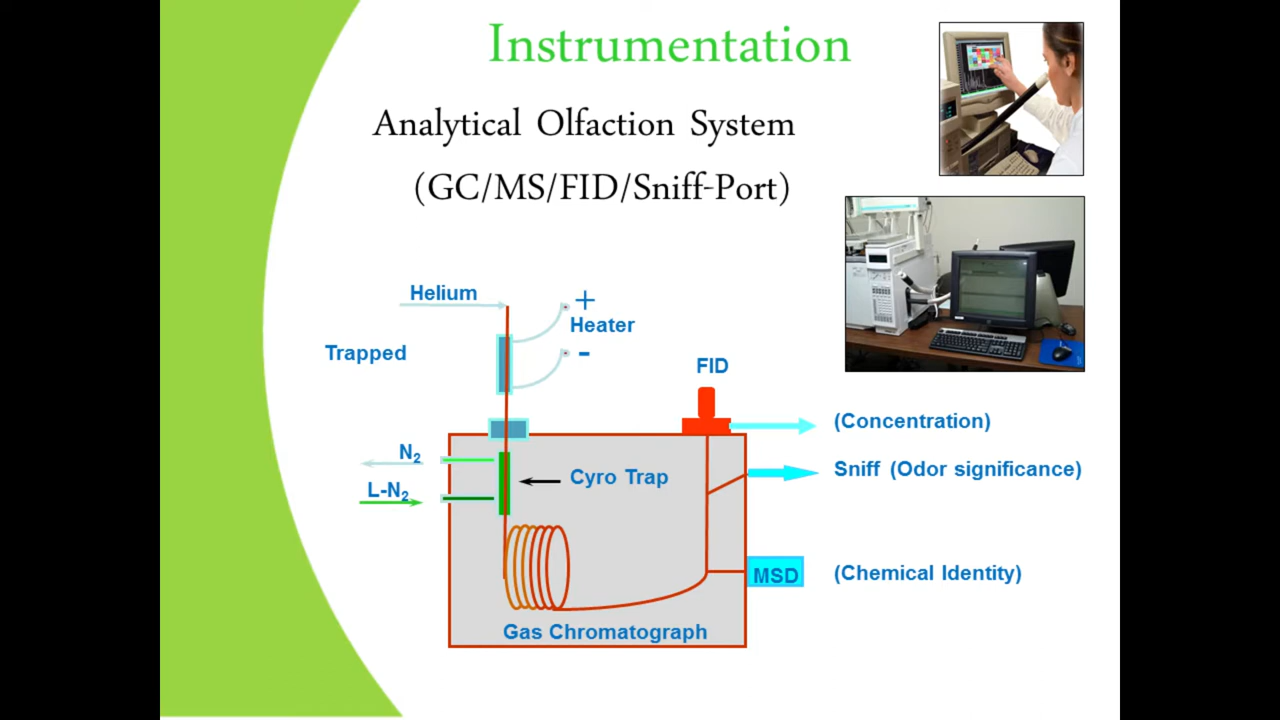 Instrumentation
Analytical Olfaction System
(GC/MS/FID/Sniff-Port)
Helium
+
Heater
-
Trapped
FID
(Concentration)
N₂
Sniff (Odor significance)
Cyro Trap
L-N₂
MSD
(Chemical Identity)
Gas Chromatograph